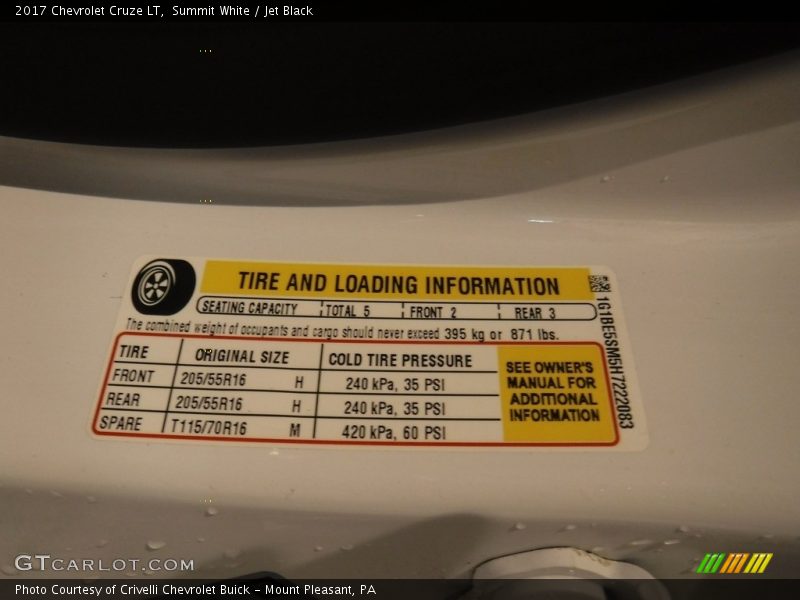 2017 Chevrolet Cruze LT, Summit White / Jet Black
TIRE AND LOADING INFORMATION
SEATING CAPACITY TOTAL 5 FRONT 2 REAR 3
The combined weight of occupants and cargo should never exceed 395 kg or 871 lbs.
TIRE ORIGINAL SIZE COLD TIRE PRESSURE
FRONT 205/55R16 H 240 kPa, 35 PSI
REAR 205/55R16 H 240 kPa, 35 PSI
SPARE T115/70R16 M 420 kPa, 60 PSI
SEE OWNER'S
MANUAL FOR
ADDITIONAL
INFORMATION
1G1BE5SM5H7222083
GTCARLOT.COM
Photo Courtesy of Crivelli Chevrolet Buick - Mount Pleasant, PA